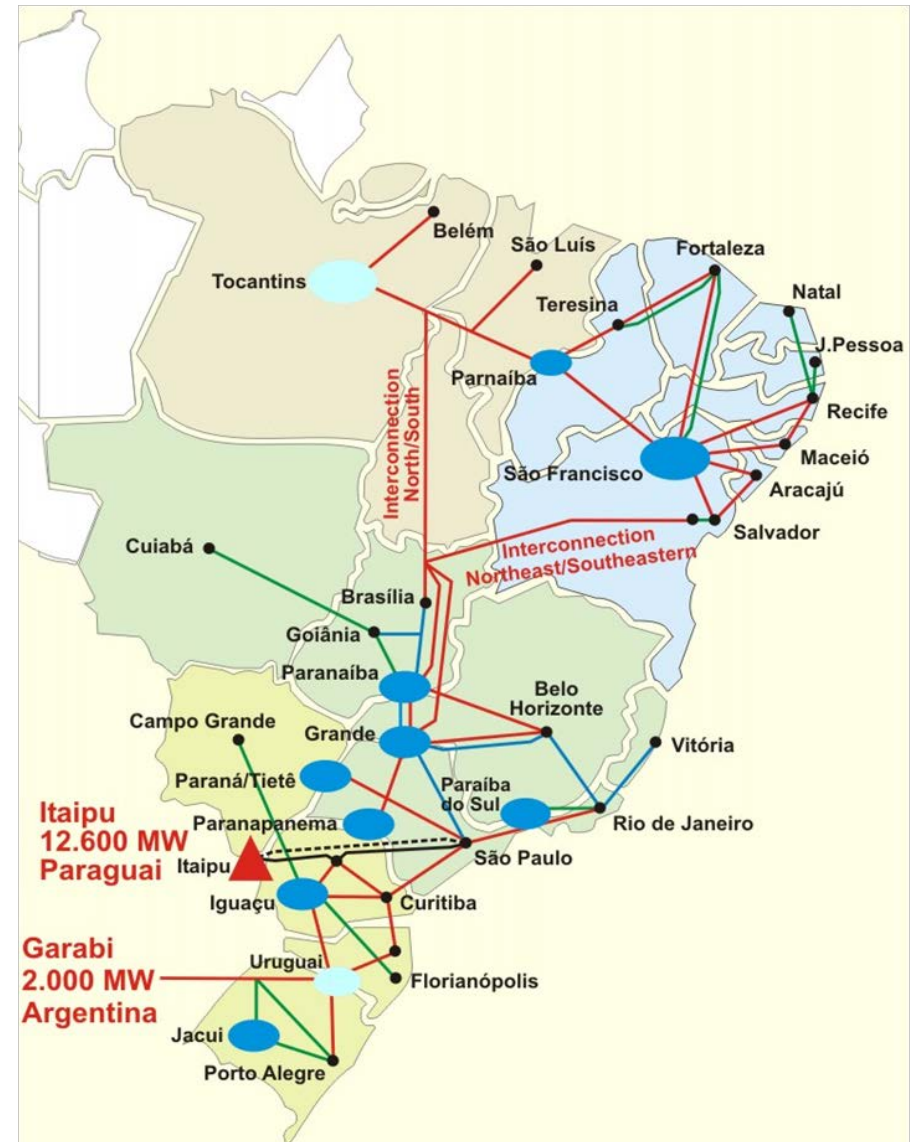 Belém
São Luís
Fortaleza
Tocantins
Teresina
Natal
J.Pessoa
Parnaíba
Recife
Interconnection
North/South
São Francisco
Maceió
Aracajú
Salvador
Cuiabá
Interconnection
Northeast/Southeastern
Brasília
Goiânia
Paranaíba
Belo
Horizonte
Campo Grande
Grande
Vitória
Paraná/Tietê
Paraíba
do Sul
Itaipu
12.600 MW
Paraguai
Paranapanema
Rio de Janeiro
Itaipu
São Paulo
Iguaçu
Curitiba
Garabi
2.000 MW
Argentina
Uruguai
Florianópolis
Jacui
Porto Alegre